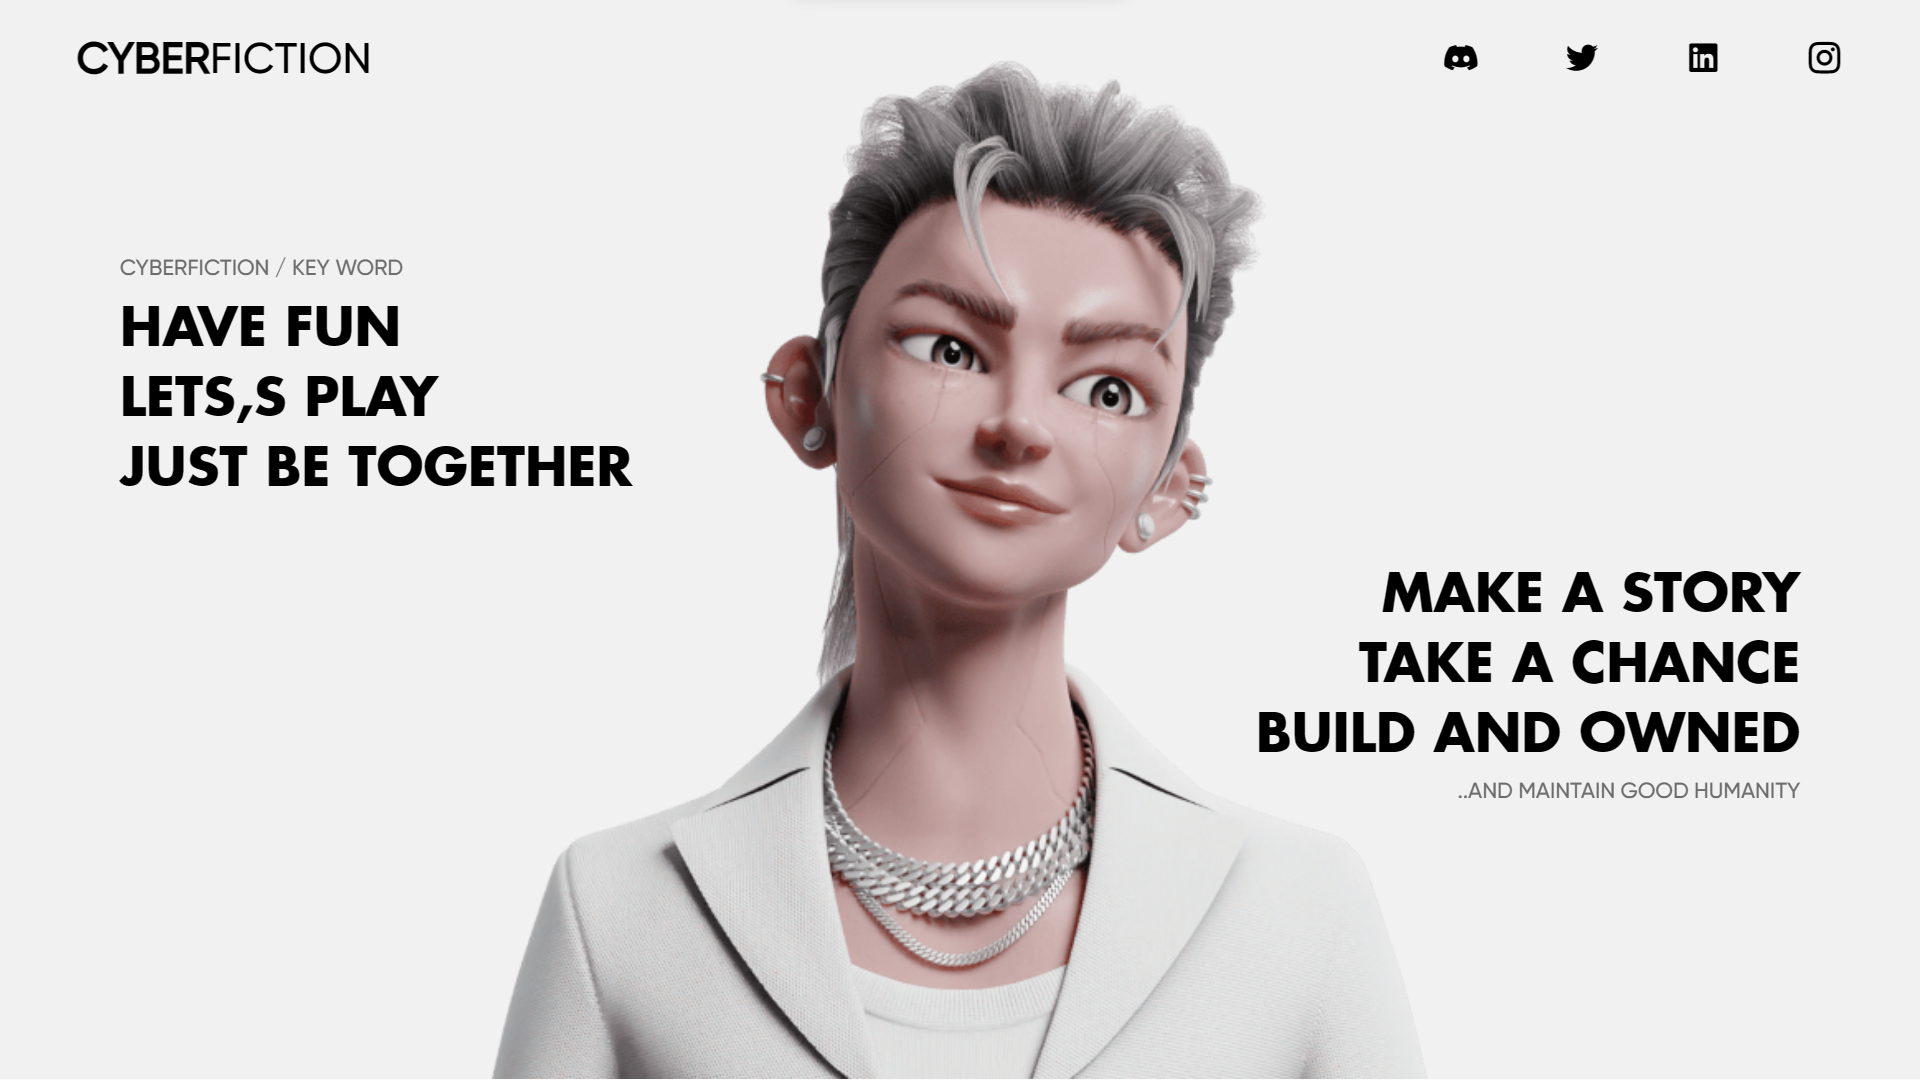 CYBERFICTION
CYBERFICTION / KEY WORD
HAVE FUN
LETS,S PLAY
JUST BE TOGETHER
MAKE A STORY
TAKE A CHANCE
BUILD AND OWNED
..AND MAINTAIN GOOD HUMANITY